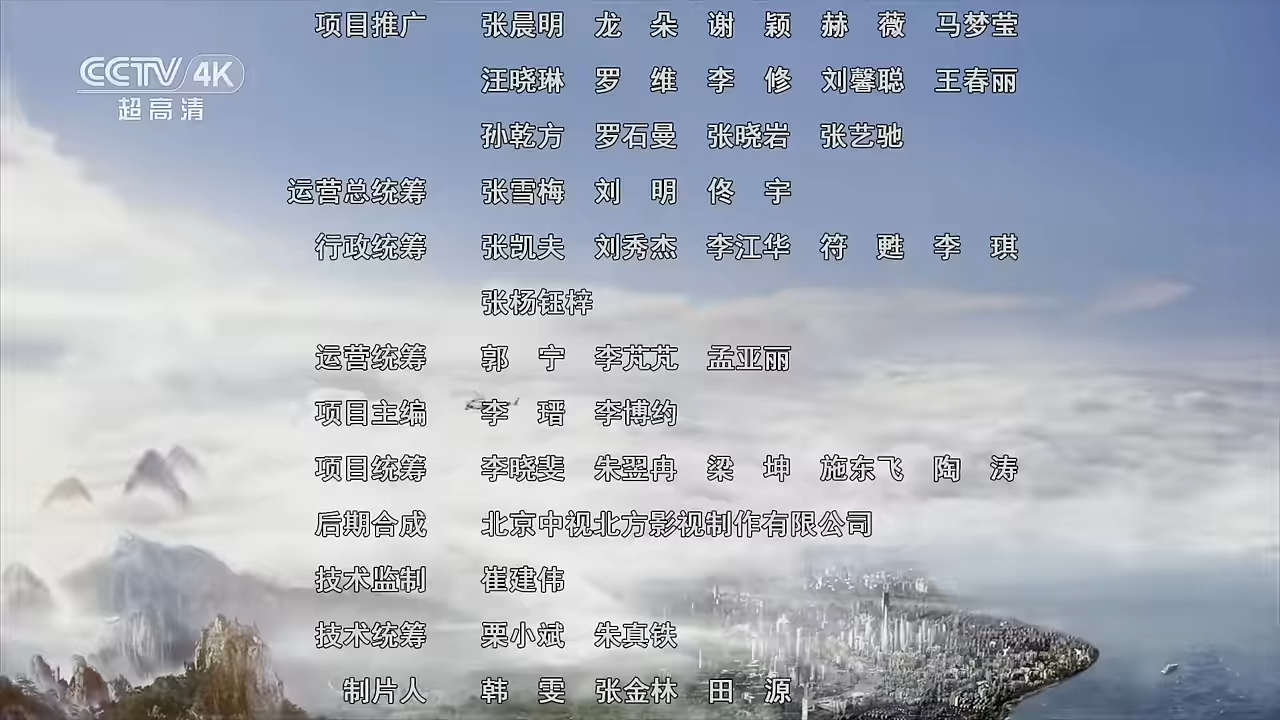 项目推广 张晨明 龙朵 谢颖 赫薇 马梦莹
CCTV 4K
超高清
汪晓琳 罗维 李修 刘馨聪 王春丽
孙乾方 罗石曼 张晓岩 张艺驰
运营总统筹 张雪梅 刘明 佟宇
行政统筹 张凯夫 刘秀杰 李江华 符甦 李琪
张杨钰梓
运营统筹 郭宁 李芃芃 孟亚丽
项目主编 李瑨 李博约
项目统筹 李晓斐 朱翌冉 梁坤 施东飞 陶涛
后期合成 北京中视北方影视制作有限公司
技术监制 崔建伟
技术统筹 栗小斌 朱真铁
制片人 韩雯 张金林 田源